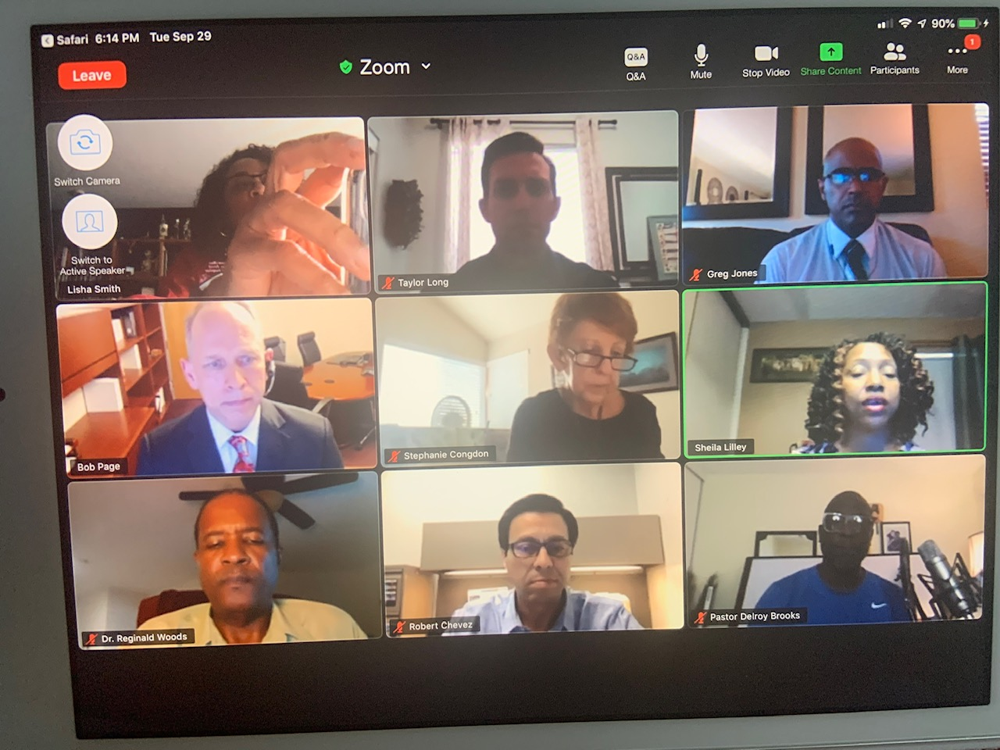 Safari 6:14 PM Tue Sep 29
90%
Leave
Zoom
Q&A
Q&A
Mute
Stop Video
Share Content
Participants
1
More
Switch Camera
Switch to
Active Speaker
Lisha Smith
Taylor Long
Greg Jones
Bob Page
Stephanie Congdon
Sheila Lilley
Dr. Reginald Woods
Robert Chevez
Pastor Delroy Brooks